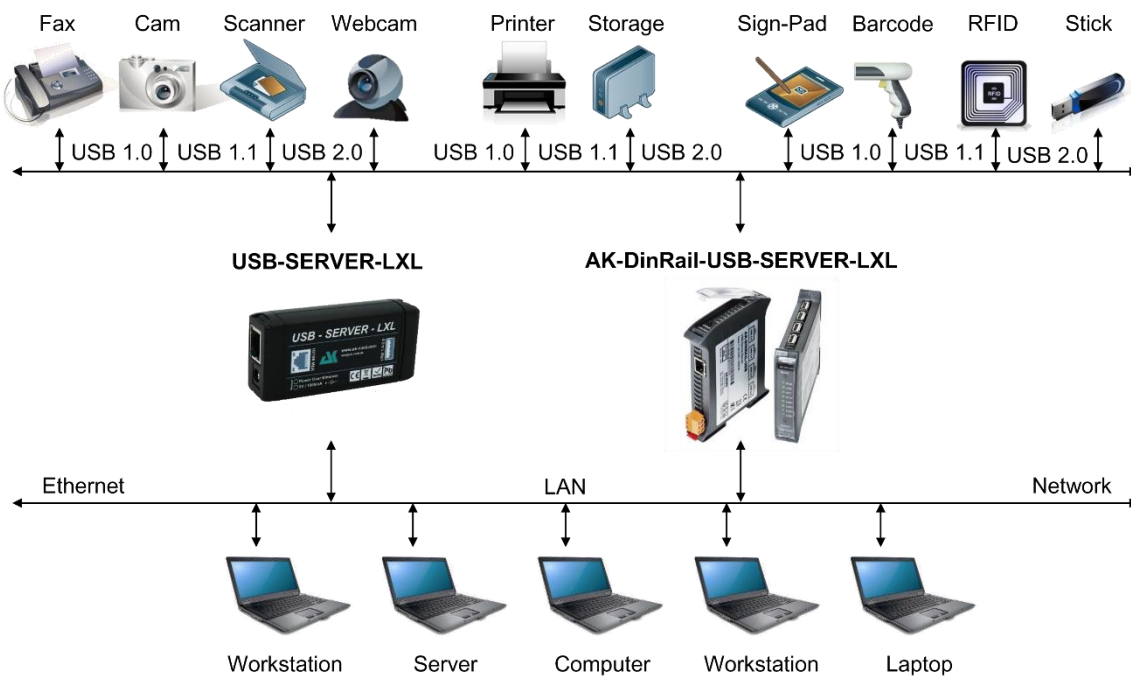 Fax Cam Scanner Webcam Printer Storage Sign-Pad Barcode RFID Stick
RFID
USB 1.0 USB 1.1 USB 2.0 USB 1.0 USB 1.1 USB 2.0 USB 1.0 USB 1.1 USB 2.0
USB-SERVER-LXL AK-DinRail-USB-SERVER-LXL
USB - SERVER - LXL
Ethernet LAN Network
Workstation Server Computer Workstation Laptop